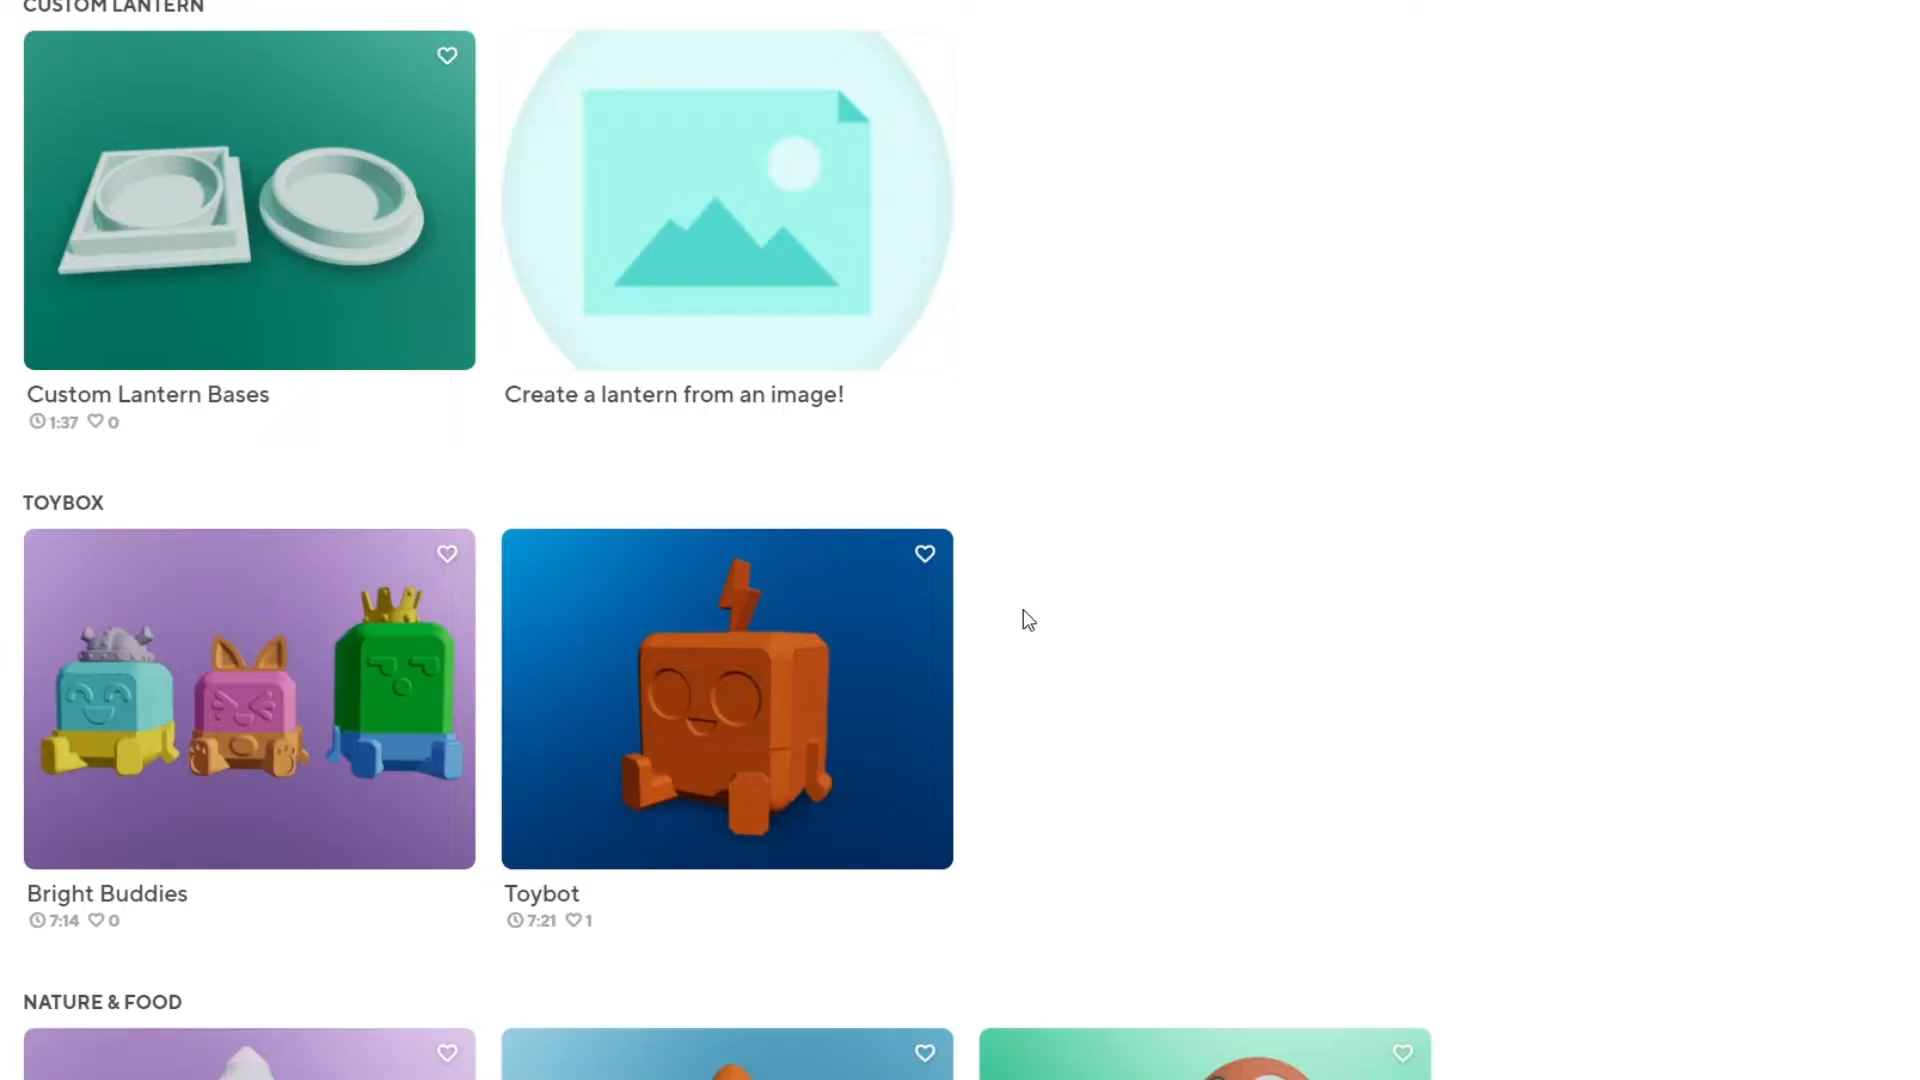 CUSTOM LANTERN
Custom Lantern Bases
1:37 0
Create a lantern from an image!
TOYBOX
Bright Buddies
7:14 0
Toybot
7:21 1
NATURE & FOOD